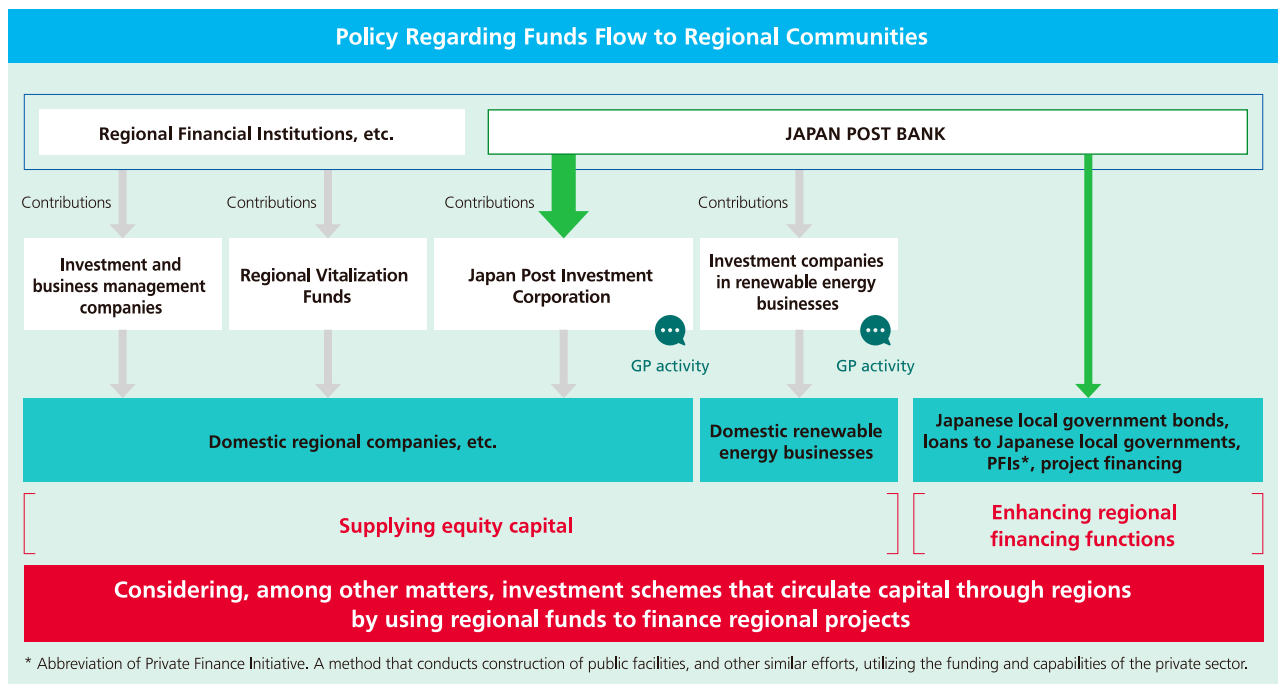 Policy Regarding Funds Flow to Regional Communities
Regional Financial Institutions, etc.
JAPAN POST BANK
Contributions
Contributions
Contributions
Contributions
Investment and
business management
companies
Regional Vitalization
Funds
Japan Post Investment
Corporation
Investment companies
in renewable energy
businesses
GP activity
GP activity
Domestic regional companies, etc.
Domestic renewable
energy businesses
Japanese local government bonds,
loans to Japanese local governments,
PFIs*, project financing
Supplying equity capital
Enhancing regional
financing functions
Considering, among other matters, investment schemes that circulate capital through regions
by using regional funds to finance regional projects
* Abbreviation of Private Finance Initiative. A method that conducts construction of public facilities, and other similar efforts, utilizing the funding and capabilities of the private sector.